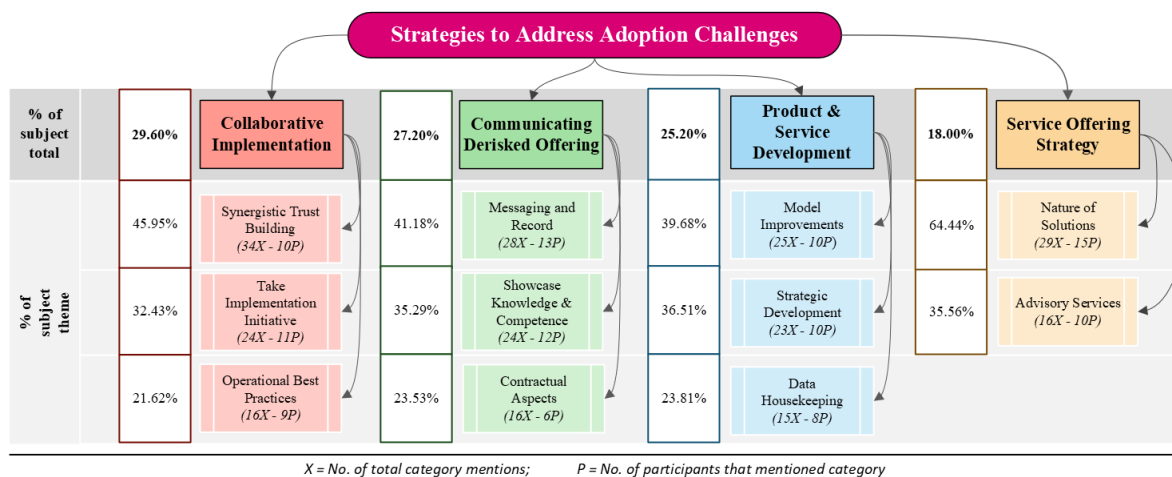 Strategies to Address Adoption Challenges
% of
subject
total
29.60%
Collaborative
Implementation
27.20%
Communicating
Derisked Offering
25.20%
Product &
Service
Development
18.00%
Service Offering
Strategy
% of
subject
theme
45.95%
Synergistic Trust
Building
(34X - 10P)
41.18%
Messaging and
Record
(28X - 13P)
39.68%
Model
Improvements
(25X - 10P)
64.44%
Nature of
Solutions
(29X - 15P)
32.43%
Take
Implementation
Initiative
(24X - 11P)
35.29%
Showcase
Knowledge &
Competence
(24X - 12P)
36.51%
Strategic
Development
(23X - 10P)
35.56%
Advisory Services
(16X - 10P)
21.62%
Operational Best
Practices
(16X - 9P)
23.53%
Contractual
Aspects
(16X - 6P)
23.81%
Data
Housekeeping
(15X - 8P)
X = No. of total category mentions; P = No. of participants that mentioned category